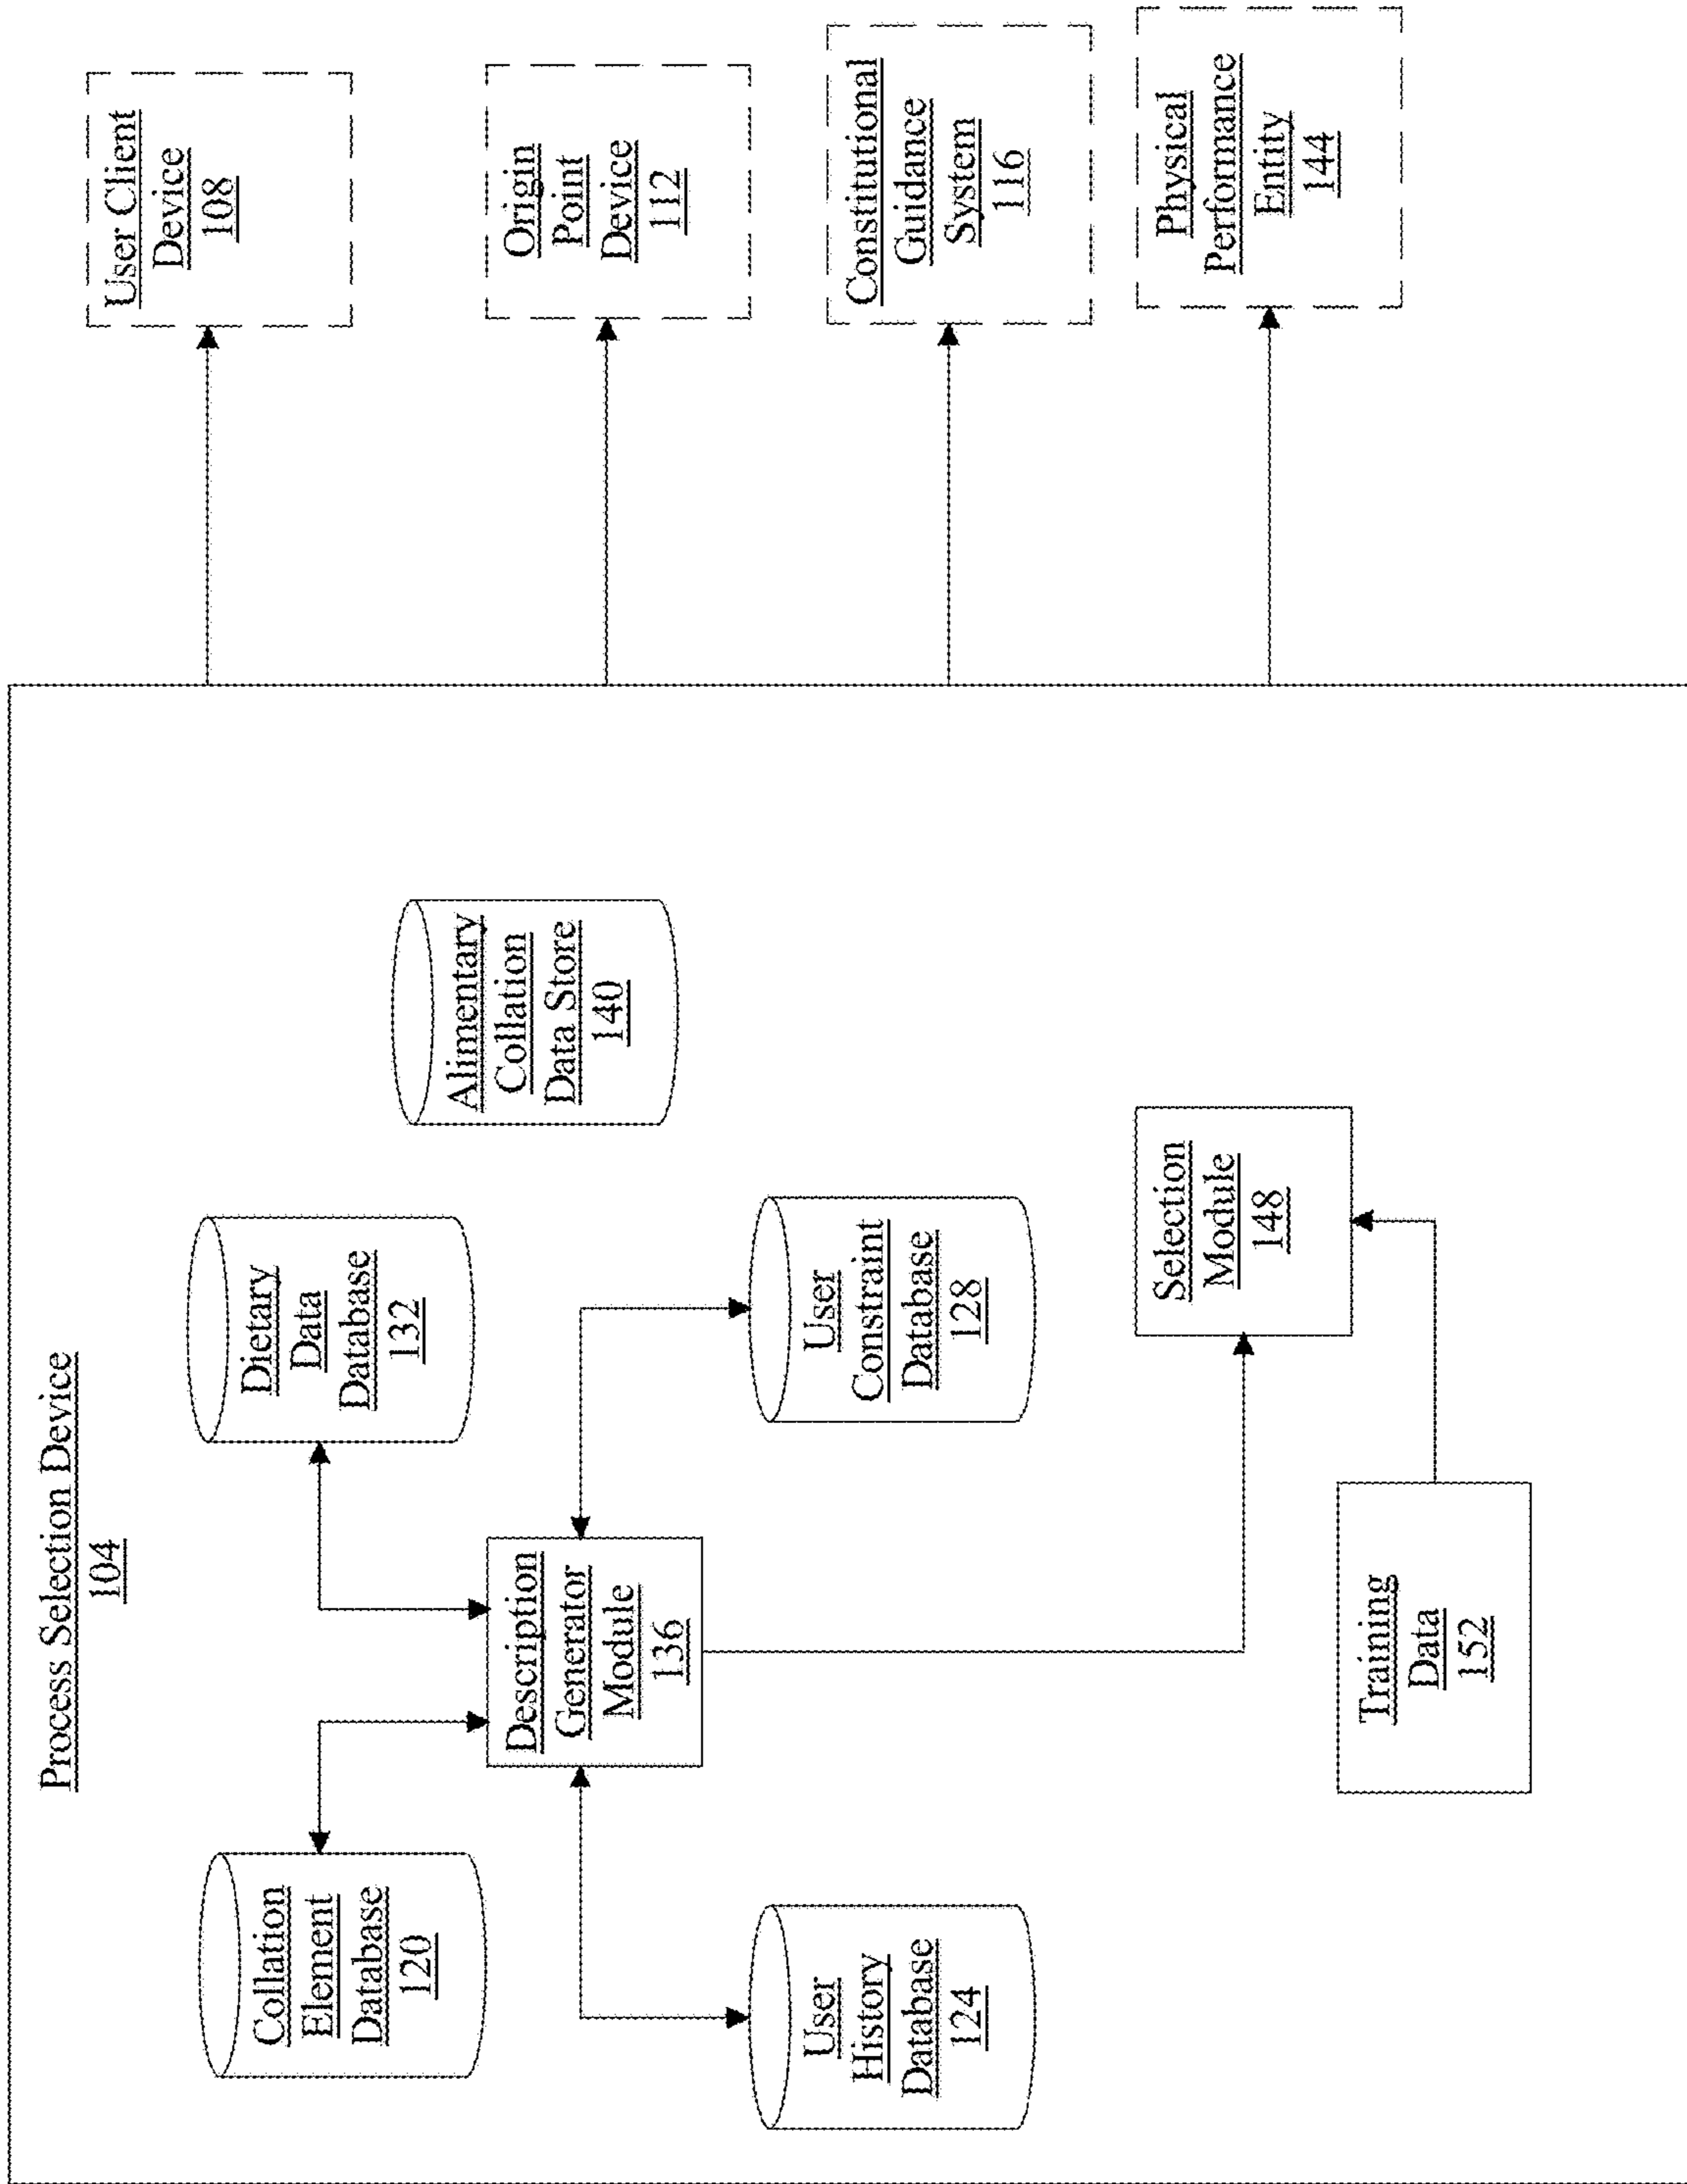 Process Selection Device
104
Collation
Element
Database
120
Dietary
Data
Database
132
Alimentary
Collation
Data Store
140
Description
Generator
Module
136
User
History
Database
124
User
Constraint
Database
128
Training
Data
152
Selection
Module
148
User Client
Device
108
Origin
Point
Device
112
Constitutional
Guidance
System
116
Physical
Performance
Entity
144